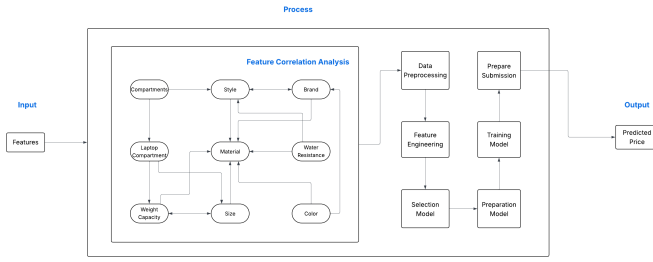 Process
Feature Correlation Analysis
Compartments
Style
Brand
Data
Preprocessing
Prepare
Submission
Input
Output
Features
Laptop
Compartment
Material
Water
Resistance
Feature
Engineering
Training
Model
Predicted
Price
Weight
Capacity
Size
Color
Selection
Model
Preparation
Model